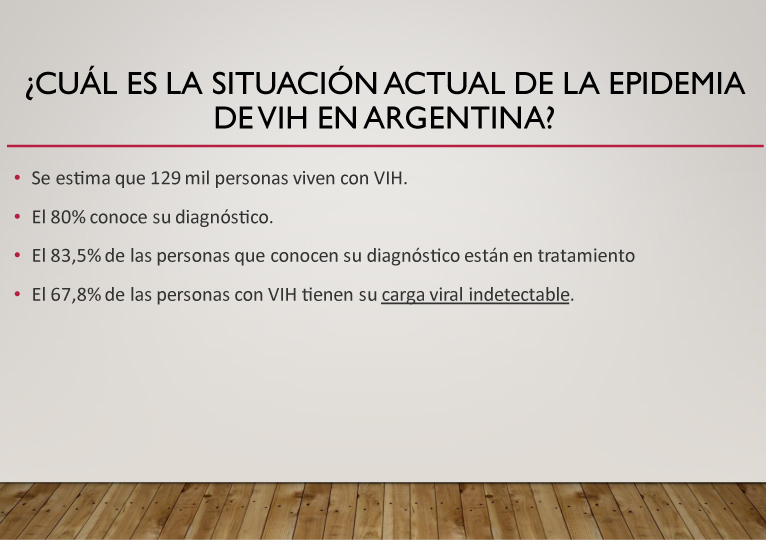 ¿CUÁL ES LA SITUACIÓN ACTUAL DE LA EPIDEMIA
DE VIH EN ARGENTINA?
• Se estima que 129 mil personas viven con VIH.
• El 80% conoce su diagnóstico.
• El 83,5% de las personas que conocen su diagnóstico están en tratamiento
• El 67,8% de las personas con VIH tienen su carga viral indetectable.